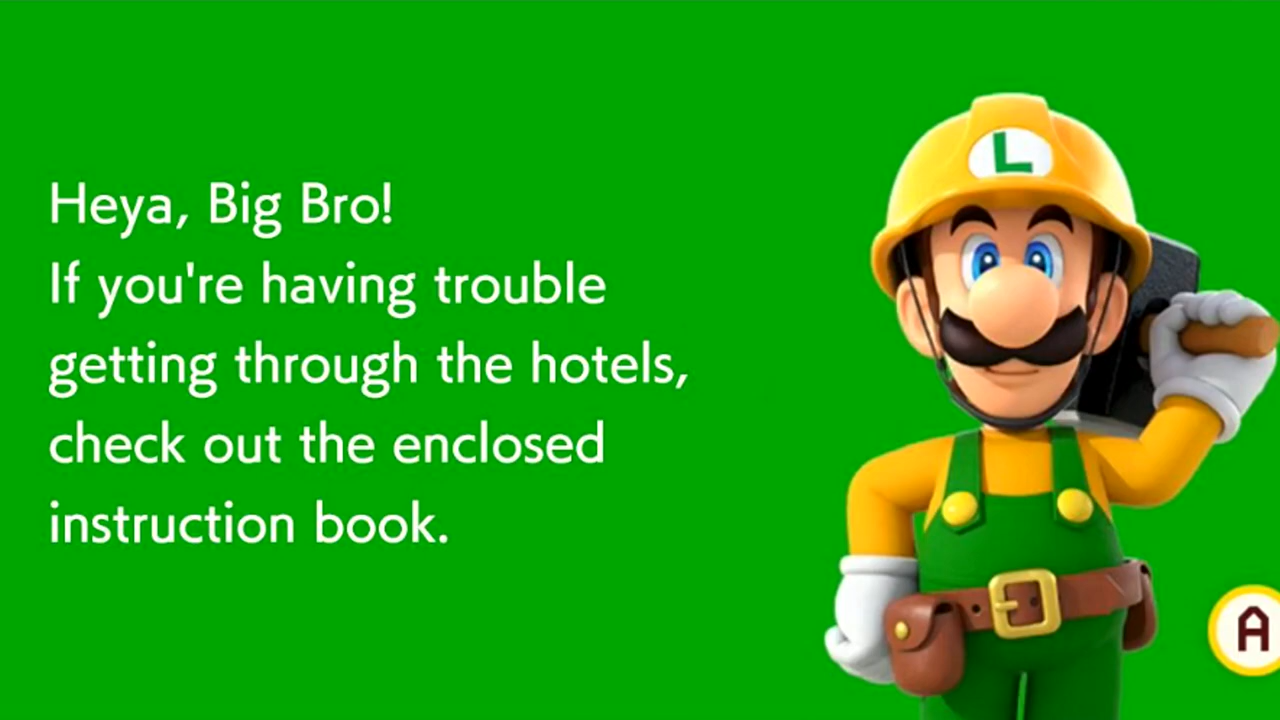 Heya, Big Bro!
If you're having trouble
getting through the hotels,
check out the enclosed
instruction book.
L
A